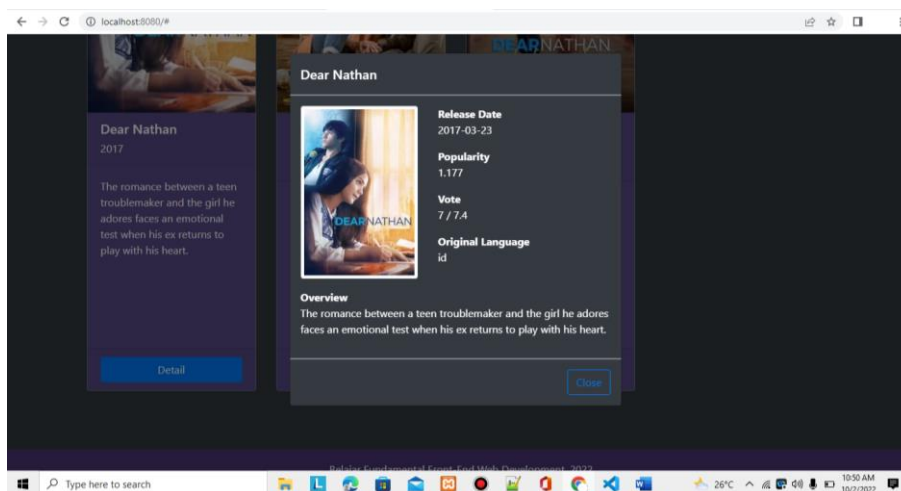 localhost:8080/#
DEARNATHAN
Dear Nathan
Dear Nathan
2017
The romance between a teen
troublemaker and the girl he
adores faces an emotional
test when his ex returns to
play with his heart.
Detail
DEARNATHAN
Release Date
2017-03-23
Popularity
1.177
Vote
7 / 7.4
Original Language
id
Overview
The romance between a teen troublemaker and the girl he adores
faces an emotional test when his ex returns to play with his heart.
Close
Belajar Fundamental Front-End Web Development, 2022
Type here to search
26°C
10:50 AM
10/2/2022